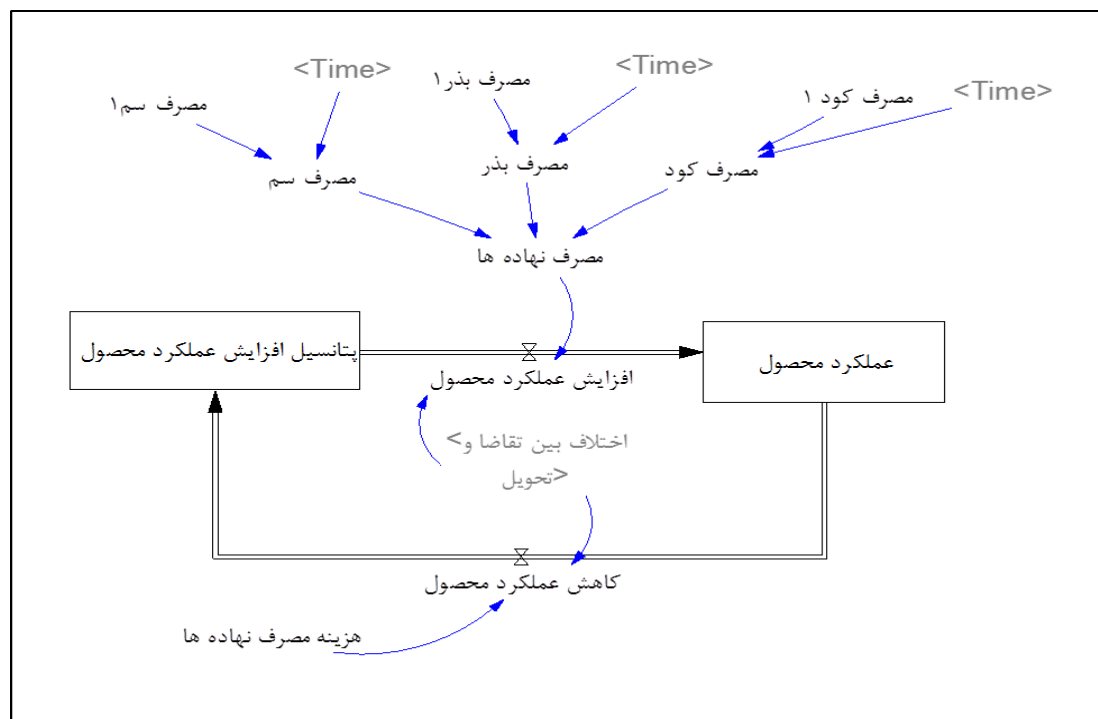 <Time>
<Time>
<Time>
مصرف کود ۱
مصرف بذر۱
مصرف سم۱
مصرف کود
مصرف بذر
مصرف سم
مصرف نهاده ها
عملکرد محصول
پتانسیل افزایش عملکرد محصول
افزایش عملکرد محصول
<اختلاف بین تقاضا و
تحویل>
کاهش عملکرد محصول
هزینه مصرف نهاده ها